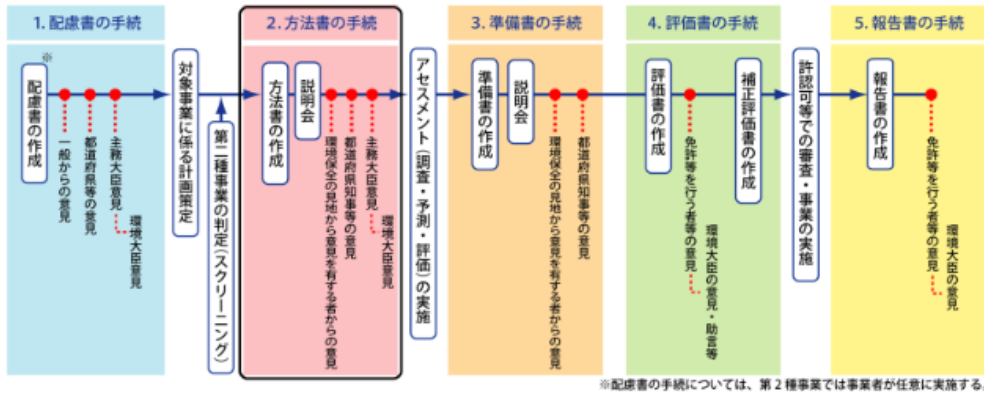 1. 配慮書の手続
※
配慮書の作成
一般からの意見
都道府県等の意見
主務大臣意見
環境大臣意見
対象事業に係る計画策定
第二種事業の判定(スクリーニング)
2. 方法書の手続
方法書の作成
説明会
環境保全の見地から意見を有する者からの意見
都道府県知事等の意見
主務大臣意見
環境大臣意見
アセスメント(調査・予測・評価)の実施
3. 準備書の手続
準備書の作成
説明会
環境保全の見地から意見を有する者からの意見
都道府県知事等の意見
4. 評価書の手続
評価書の作成
免許等を行う者等の意見
環境大臣の意見・助言等
補正評価書の作成
許認可等での審査・事業の実施
5. 報告書の手続
報告書の作成
免許等を行う者等の意見
環境大臣の意見
※配慮書の手続については、第2種事業では事業者が任意に実施する。